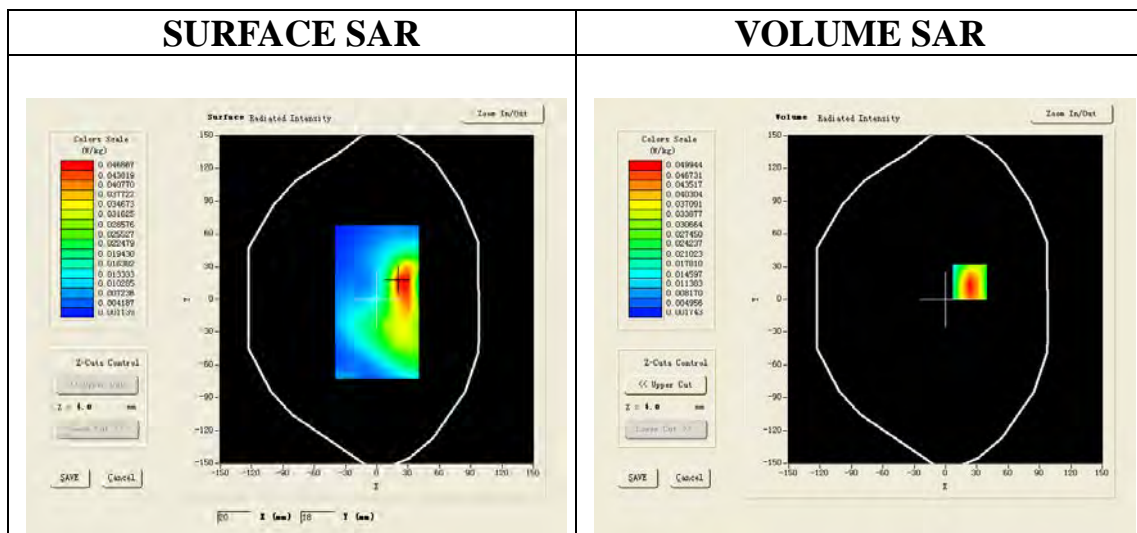 SURFACE SAR
VOLUME SAR
Surface Radiated Intensity
Zoom In/Out
Colors Scale
(W/kg)
0.043819
0.040770
0.037722
0.034673
0.031625
0.028576
0.025527
0.022479
0.019430
0.016382
0.013333
0.010285
0.007236
0.004187
150
120
90
60
30
0
-30
-60
-90
-120
-150
Y
-150 -120 -90 -60 -30 0 30 60 90 120 150
X
Z-Cuts Control
Z = 4.0 mm
SAVE
Cancel
20 X (mm) 18 Y (mm)
Volume Radiated Intensity
Zoom In/Out
Colors Scale
(W/kg)
0.049944
0.046731
0.043517
0.040304
0.037091
0.033877
0.030664
0.027450
0.024237
0.021023
0.017810
0.014597
0.011383
0.008170
0.004956
0.001743
150
120
90
60
30
0
-30
-60
-90
-120
-150
Y
-150 -120 -90 -60 -30 0 30 60 90 120 150
X
Z-Cuts Control
<< Upper Cut
Z = 4.0 mm
Lower Cut >>
SAVE
Cancel